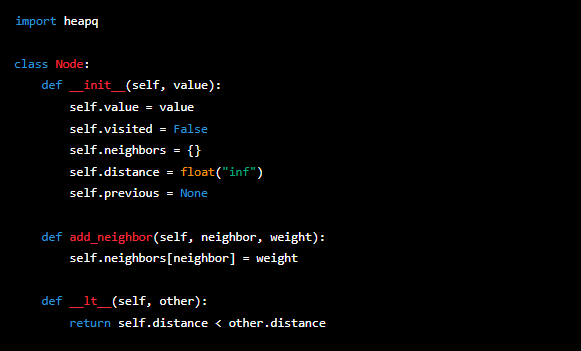 import heapq
class Node:
    def __init__(self, value):
        self.value = value
        self.visited = False
        self.neighbors = {}
        self.distance = float("inf")
        self.previous = None
    def add_neighbor(self, neighbor, weight):
        self.neighbors[neighbor] = weight
    def __lt__(self, other):
        return self.distance < other.distance